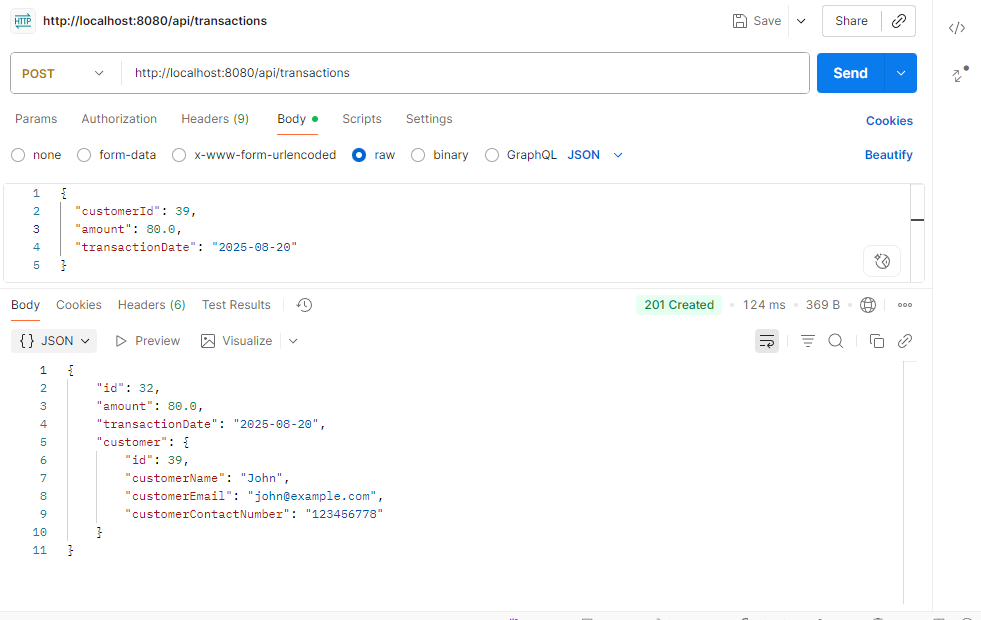 HTTP http://localhost:8080/api/transactions Save Share
POST http://localhost:8080/api/transactions Send
Params Authorization Headers (9) Body Scripts Settings Cookies
none form-data x-www-form-urlencoded raw binary GraphQL JSON Beautify
1 {
2 "customerId": 39,
3 "amount": 80.0,
4 "transactionDate": "2025-08-20"
5 }
Body Cookies Headers (6) Test Results 201 Created 124 ms 369 B
{} JSON Preview Visualize
1 {
2 "id": 32,
3 "amount": 80.0,
4 "transactionDate": "2025-08-20",
5 "customer": {
6 "id": 39,
7 "customerName": "John",
8 "customerEmail": "john@example.com",
9 "customerContactNumber": "123456778"
10 }
11 }